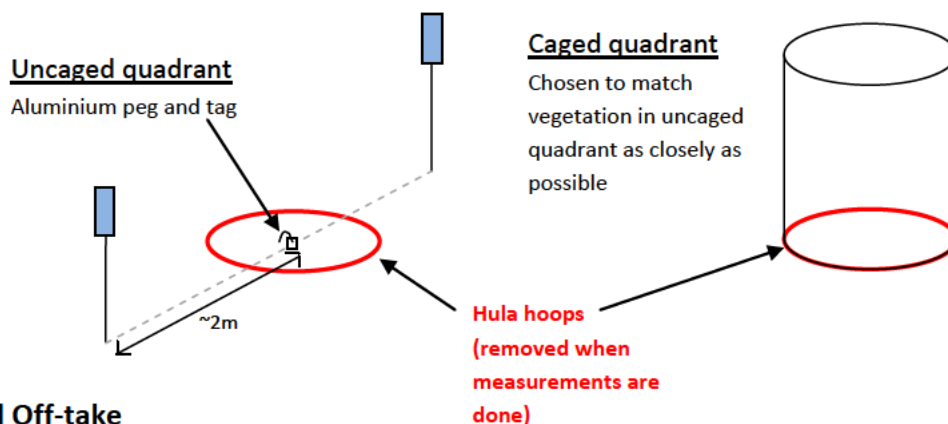 Uncaged quadrant
Aluminium peg and tag
Caged quadrant
Chosen to match
vegetation in uncaged
quadrant as closely as
possible
~2m
Hula hoops
(removed when
measurements are
done)
Off-take